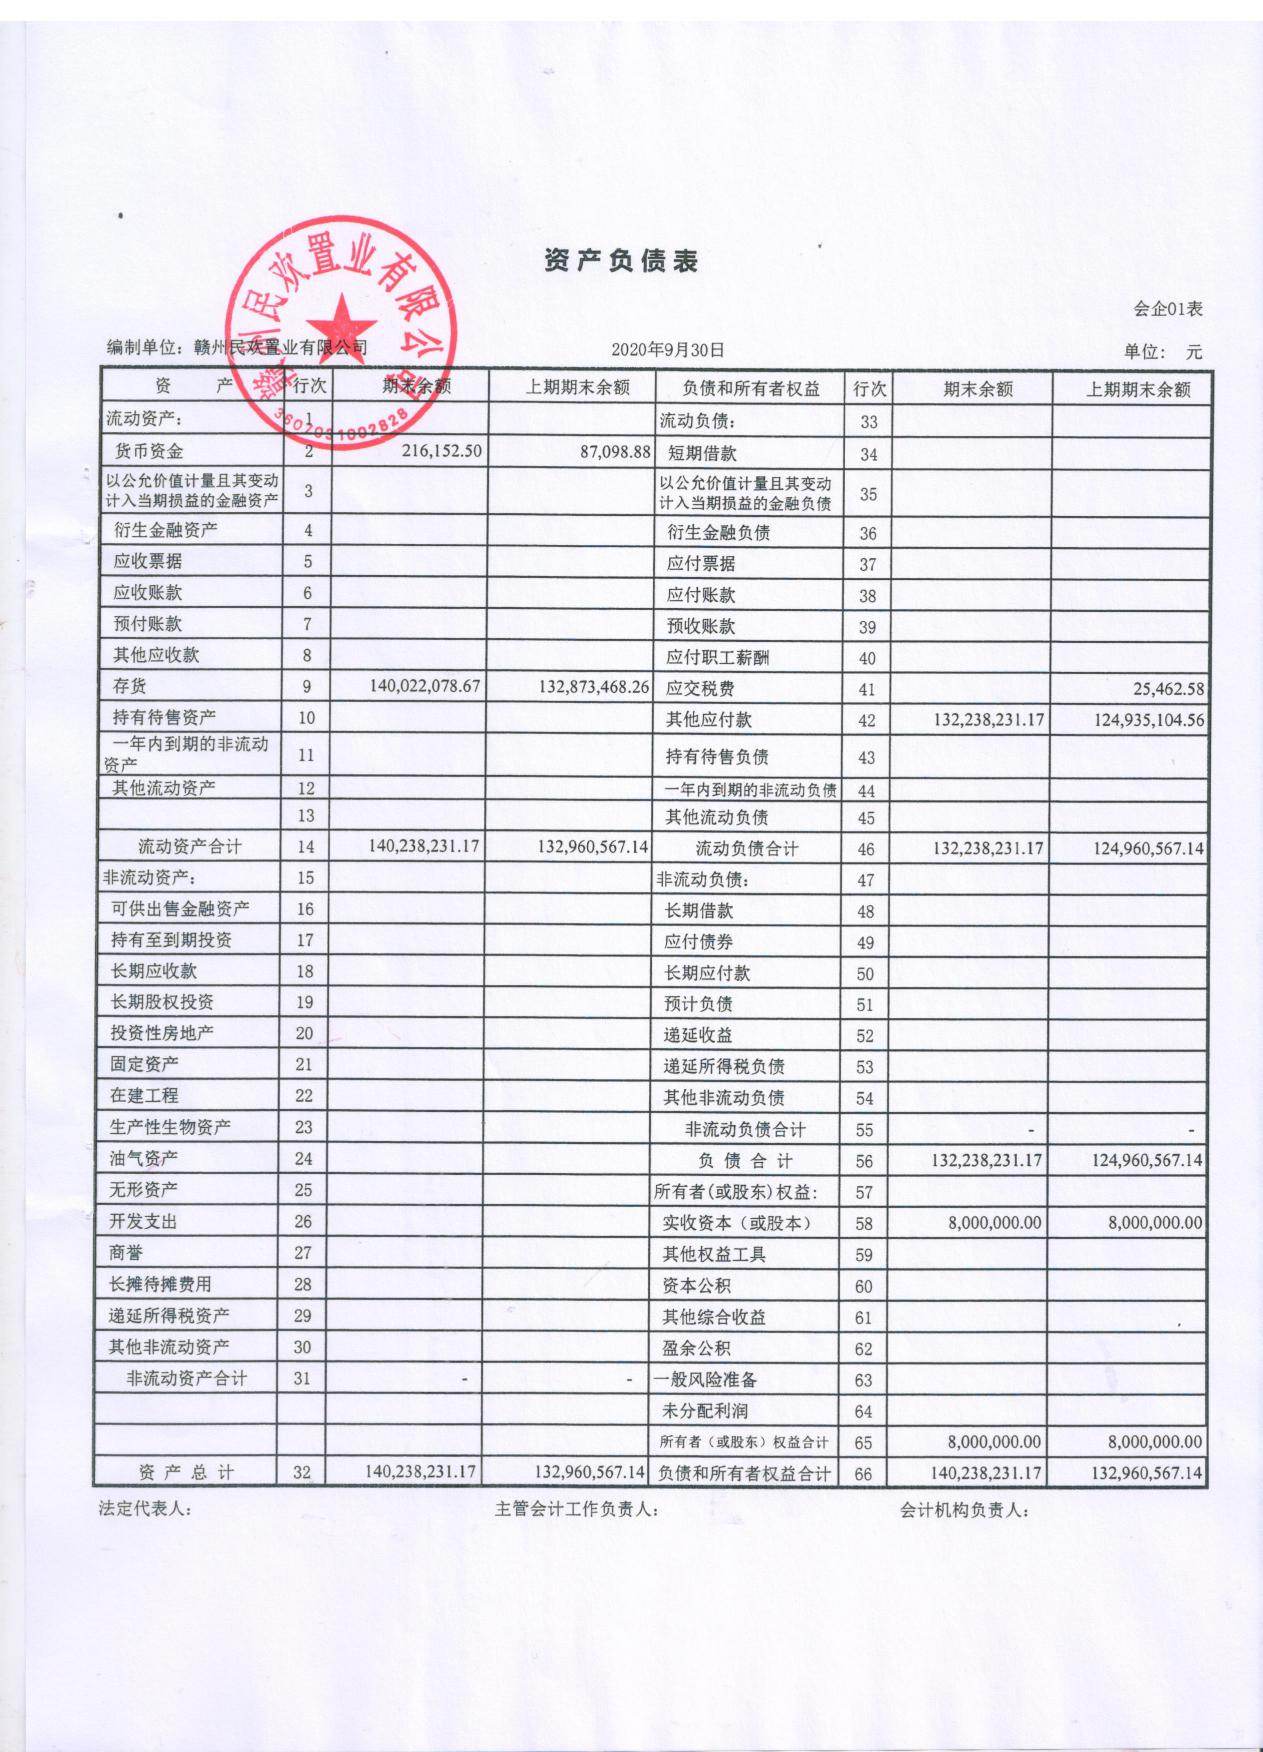 资产负债表
会企01表
编制单位：赣州民欢置业有限公司 2020年9月30日 单位： 元
赣州民欢置业有限公司
3607031002828
资 产 行次 期末余额 上期期末余额 负债和所有者权益 行次 期末余额 上期期末余额
流动资产： 1 流动负债： 33
货币资金 2 216,152.50 87,098.88 短期借款 34
以公允价值计量且其变动
计入当期损益的金融资产 3 以公允价值计量且其变动
计入当期损益的金融负债 35
衍生金融资产 4 衍生金融负债 36
应收票据 5 应付票据 37
应收账款 6 应付账款 38
预付账款 7 预收账款 39
其他应收款 8 应付职工薪酬 40
存货 9 140,022,078.67 132,873,468.26 应交税费 41 25,462.58
持有待售资产 10 其他应付款 42 132,238,231.17 124,935,104.56
一年内到期的非流动
资产 11 持有待售负债 43
其他流动资产 12 一年内到期的非流动负债 44
13 其他流动负债 45
流动资产合计 14 140,238,231.17 132,960,567.14 流动负债合计 46 132,238,231.17 124,960,567.14
非流动资产： 15 非流动负债： 47
可供出售金融资产 16 长期借款 48
持有至到期投资 17 应付债券 49
长期应收款 18 长期应付款 50
长期股权投资 19 预计负债 51
投资性房地产 20 递延收益 52
固定资产 21 递延所得税负债 53
在建工程 22 其他非流动负债 54
生产性生物资产 23 非流动负债合计 55 - -
油气资产 24 负 债 合 计 56 132,238,231.17 124,960,567.14
无形资产 25 所有者(或股东)权益： 57
开发支出 26 实收资本（或股本） 58 8,000,000.00 8,000,000.00
商誉 27 其他权益工具 59
长摊待摊费用 28 资本公积 60
递延所得税资产 29 其他综合收益 61
其他非流动资产 30 盈余公积 62
非流动资产合计 31 - - 一般风险准备 63
未分配利润 64
所有者（或股东）权益合计 65 8,000,000.00 8,000,000.00
资 产 总 计 32 140,238,231.17 132,960,567.14 负债和所有者权益合计 66 140,238,231.17 132,960,567.14
法定代表人： 主管会计工作负责人： 会计机构负责人：